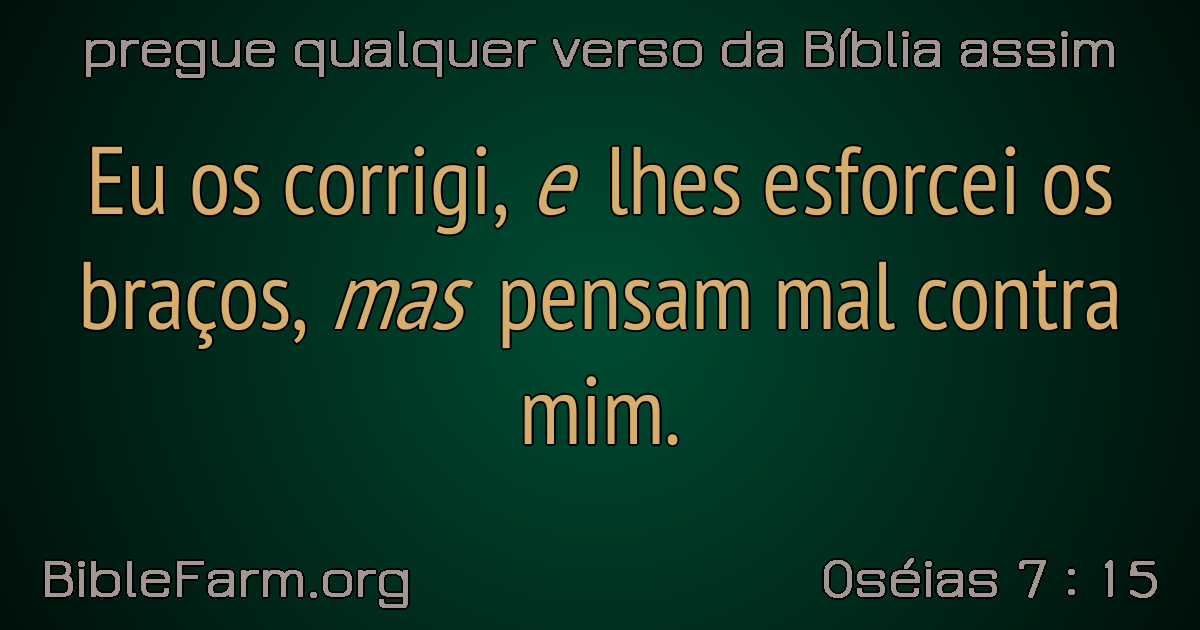 pregue qualquer verso da Bíblia assim
Eu os corrigi, e lhes esforcei os
braços, mas pensam mal contra
mim.
BibleFarm.org
Oséias 7 : 15